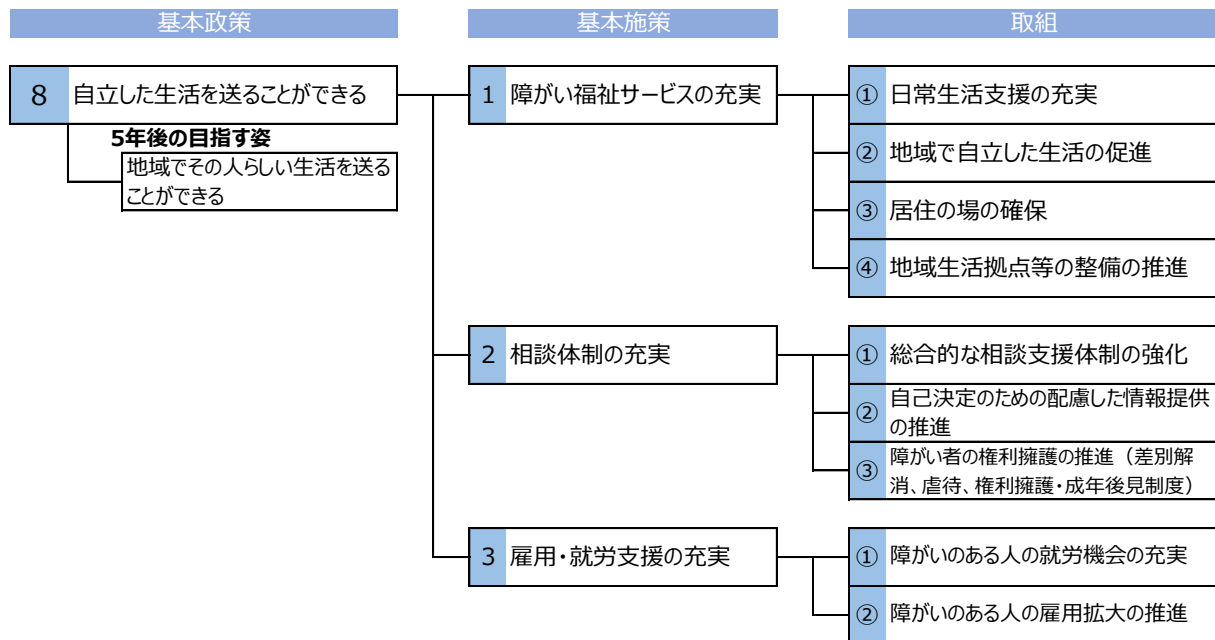 基本政策
基本施策
取組
8 自立した生活を送ることができる
5年後の目指す姿
地域でその人らしい生活を送る
ことができる
1 障がい福祉サービスの充実
① 日常生活支援の充実
② 地域で自立した生活の促進
③ 居住の場の確保
④ 地域生活拠点等の整備の推進
2 相談体制の充実
① 総合的な相談支援体制の強化
② 自己決定のための配慮した情報提供
の推進
③ 障がい者の権利擁護の推進（差別解
消、虐待、権利擁護・成年後見制度）
3 雇用・就労支援の充実
① 障がいのある人の就労機会の充実
② 障がいのある人の雇用拡大の推進